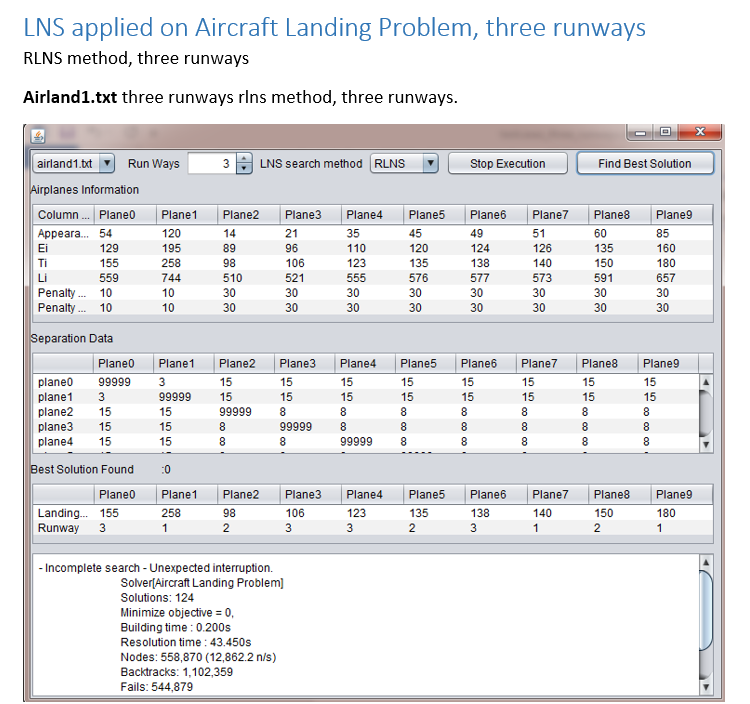 LNS applied on Aircraft Landing Problem, three runways
RLNS method, three runways
Airland1.txt three runways rlns method, three runways.
airland1.txt Run Ways 3 LNS search method RLNS Stop Execution Find Best Solution
Airplanes Information
Column ... Plane0 Plane1 Plane2 Plane3 Plane4 Plane5 Plane6 Plane7 Plane8 Plane9
Appeara... 54 120 14 21 35 45 49 51 60 85
Ei 129 195 89 96 110 120 124 126 135 160
Ti 155 258 98 106 123 135 138 140 150 180
Li 559 744 510 521 555 576 577 573 591 657
Penalty ... 10 10 30 30 30 30 30 30 30 30
Penalty ... 10 10 30 30 30 30 30 30 30 30
Separation Data
Plane0 Plane1 Plane2 Plane3 Plane4 Plane5 Plane6 Plane7 Plane8 Plane9
plane0 99999 3 15 15 15 15 15 15 15 15
plane1 3 99999 15 15 15 15 15 15 15 15
plane2 15 15 99999 8 8 8 8 8 8 8
plane3 15 15 8 99999 8 8 8 8 8 8
plane4 15 15 8 8 99999 8 8 8 8 8
Best Solution Found :0
Plane0 Plane1 Plane2 Plane3 Plane4 Plane5 Plane6 Plane7 Plane8 Plane9
Landing... 155 258 98 106 123 135 138 140 150 180
Runway 3 1 2 3 3 2 3 1 2 1
- Incomplete search - Unexpected interruption.
Solver[Aircraft Landing Problem]
Solutions: 124
Minimize objective = 0,
Building time : 0.200s
Resolution time : 43.450s
Nodes: 558,870 (12,862.2 n/s)
Backtracks: 1,102,359
Fails: 544,879